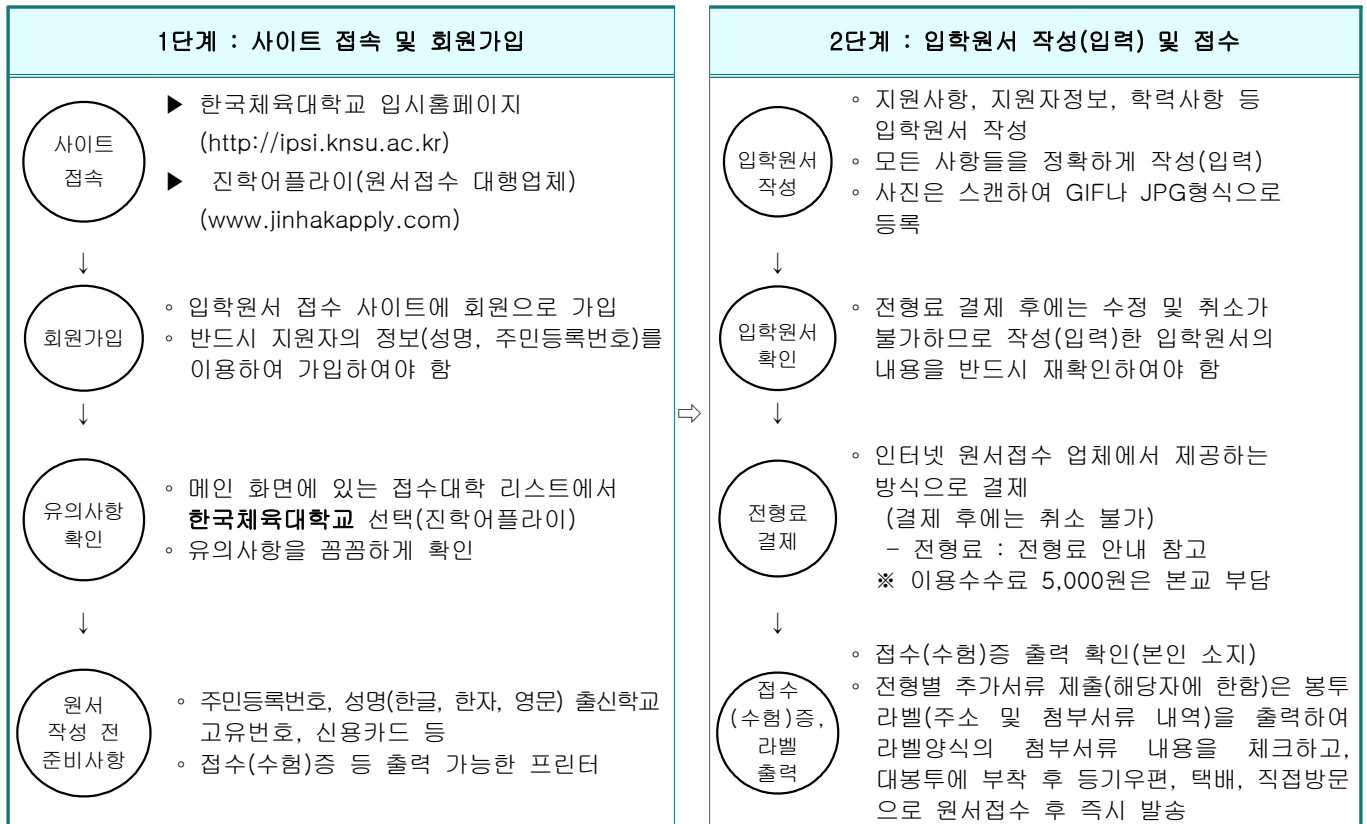 1단계 : 사이트 접속 및 회원가입
사이트
접속
▶ 한국체육대학교 입시홈페이지
(http://ipsi.knsu.ac.kr)
▶ 진학어플라이(원서접수 대행업체)
(www.jinhakapply.com)
↓
회원가입
◦ 입학원서 접수 사이트에 회원으로 가입
◦ 반드시 지원자의 정보(성명, 주민등록번호)를
이용하여 가입하여야 함
↓
유의사항
확인
◦ 메인 화면에 있는 접수대학 리스트에서
한국체육대학교 선택(진학어플라이)
◦ 유의사항을 꼼꼼하게 확인
↓
원서
작성 전
준비사항
◦ 주민등록번호, 성명(한글, 한자, 영문) 출신학교
고유번호, 신용카드 등
◦ 접수(수험)증 등 출력 가능한 프린터
⇨
2단계 : 입학원서 작성(입력) 및 접수
입학원서
작성
◦ 지원사항, 지원자정보, 학력사항 등
입학원서 작성
◦ 모든 사항들을 정확하게 작성(입력)
◦ 사진은 스캔하여 GIF나 JPG형식으로
등록
↓
입학원서
확인
◦ 전형료 결제 후에는 수정 및 취소가
불가하므로 작성(입력)한 입학원서의
내용을 반드시 재확인하여야 함
↓
전형료
결제
◦ 인터넷 원서접수 업체에서 제공하는
방식으로 결제
(결제 후에는 취소 불가)
- 전형료 : 전형료 안내 참고
※ 이용수수료 5,000원은 본교 부담
↓
접수
(수험)증,
라벨
출력
◦ 접수(수험)증 출력 확인(본인 소지)
◦ 전형별 추가서류 제출(해당자에 한함)은 봉투
라벨(주소 및 첨부서류 내역)을 출력하여
라벨양식의 첨부서류 내용을 체크하고,
대봉투에 부착 후 등기우편, 택배, 직접방문
으로 원서접수 후 즉시 발송